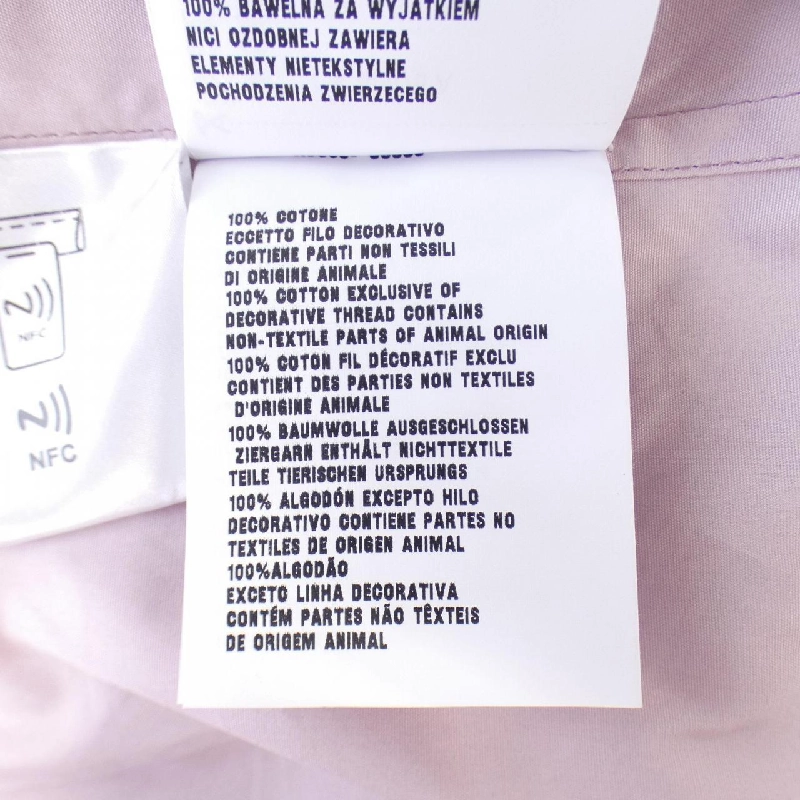 100% BAWEŁNA ZA WYJĄTKIEM
NICI OZDOBNEJ ZAWIERA
ELEMENTY NIETEKSTYLNE
POCHODZENIA ZWIERZECEGO
100% COTONE
ECCETTO FILO DECORATIVO
CONTIENE PARTI NON TESSILI
DI ORIGINE ANIMALE
100% COTTON EXCLUSIVE OF
DECORATIVE THREAD CONTAINS
NON-TEXTILE PARTS OF ANIMAL ORIGIN
100% COTON FIL DÉCORATIF EXCLU
CONTIENT DES PARTIES NON TEXTILES
D'ORIGINE ANIMALE
100% BAUMWOLLE AUSGESCHLOSSEN
ZIERGARN ENTHÄLT NICHTTEXTILE
TEILE TIERISCHEN URSPRUNGS
100% ALGODÓN EXCEPTO HILO
DECORATIVO CONTIENE PARTES NO
TEXTILES DE ORIGEN ANIMAL
100%ALGODÃO
EXCETO LINHA DECORATIVA
CONTÉM PARTES NÃO TÊXTEIS
DE ORIGEM ANIMAL
NFC
NFC